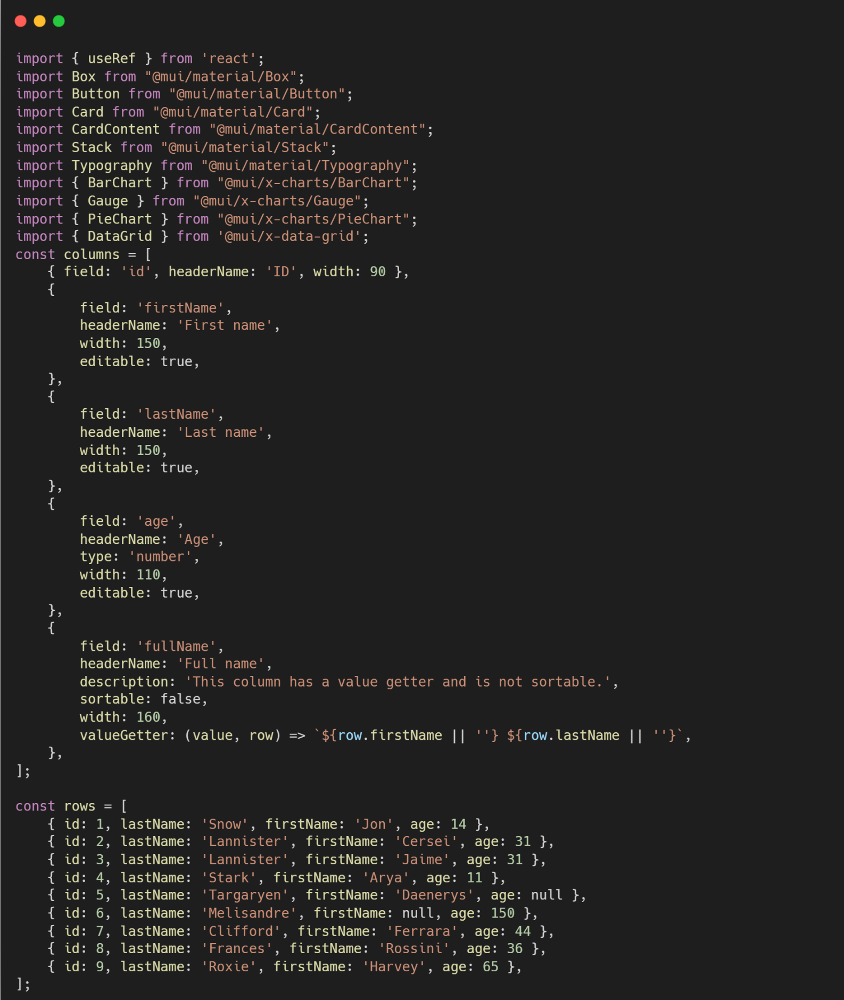 import { useRef } from 'react';
import Box from "@mui/material/Box";
import Button from "@mui/material/Button";
import Card from "@mui/material/Card";
import CardContent from "@mui/material/CardContent";
import Stack from "@mui/material/Stack";
import Typography from "@mui/material/Typography";
import { BarChart } from "@mui/x-charts/BarChart";
import { Gauge } from "@mui/x-charts/Gauge";
import { PieChart } from "@mui/x-charts/PieChart";
import { DataGrid } from '@mui/x-data-grid';
const columns = [
    { field: 'id', headerName: 'ID', width: 90 },
    {
        field: 'firstName',
        headerName: 'First name',
        width: 150,
        editable: true,
    },
    {
        field: 'lastName',
        headerName: 'Last name',
        width: 150,
        editable: true,
    },
    {
        field: 'age',
        headerName: 'Age',
        type: 'number',
        width: 110,
        editable: true,
    },
    {
        field: 'fullName',
        headerName: 'Full name',
        description: 'This column has a value getter and is not sortable.',
        sortable: false,
        width: 160,
        valueGetter: (value, row) => `${row.firstName || ''} ${row.lastName || ''}`,
    },
];

const rows = [
    { id: 1, lastName: 'Snow', firstName: 'Jon', age: 14 },
    { id: 2, lastName: 'Lannister', firstName: 'Cersei', age: 31 },
    { id: 3, lastName: 'Lannister', firstName: 'Jaime', age: 31 },
    { id: 4, lastName: 'Stark', firstName: 'Arya', age: 11 },
    { id: 5, lastName: 'Targaryen', firstName: 'Daenerys', age: null },
    { id: 6, lastName: 'Melisandre', firstName: null, age: 150 },
    { id: 7, lastName: 'Clifford', firstName: 'Ferrara', age: 44 },
    { id: 8, lastName: 'Frances', firstName: 'Rossini', age: 36 },
    { id: 9, lastName: 'Roxie', firstName: 'Harvey', age: 65 },
];